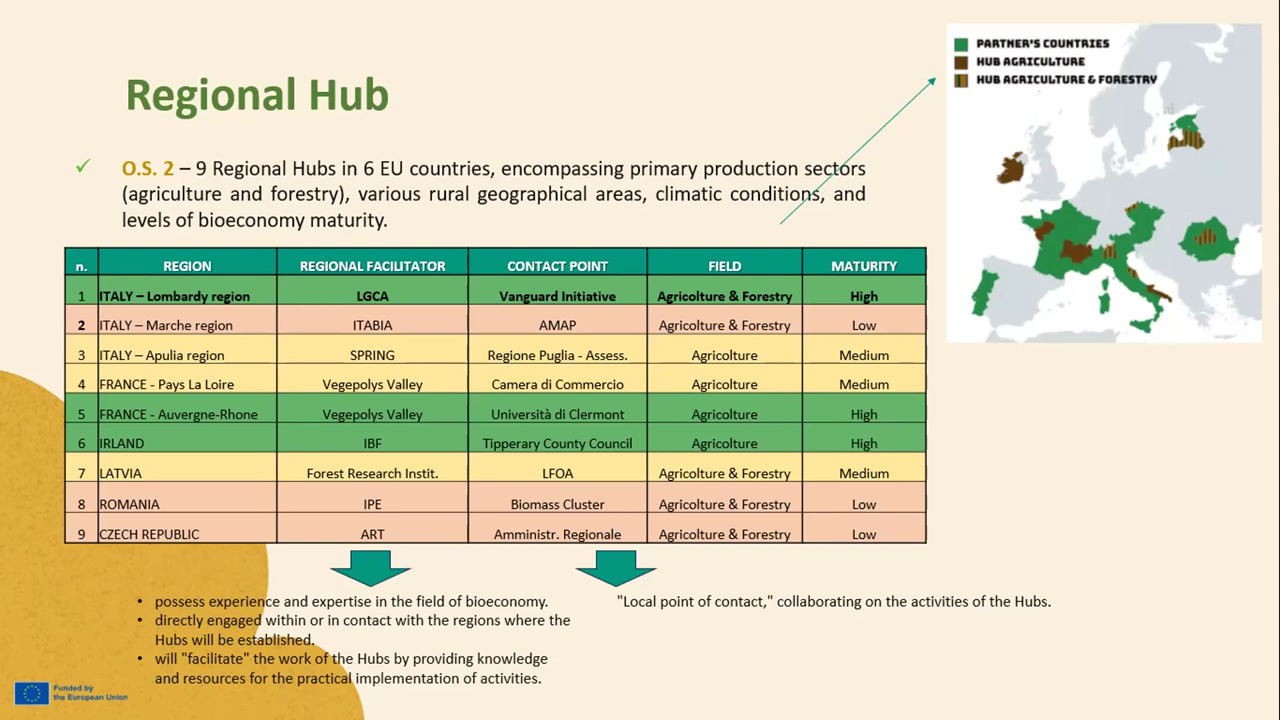 PARTNER'S COUNTRIES
HUB AGRICULTURE
HUB AGRICULTURE & FORESTRY
Regional Hub
✓ O.S. 2 – 9 Regional Hubs in 6 EU countries, encompassing primary production sectors
(agriculture and forestry), various rural geographical areas, climatic conditions, and
levels of bioeconomy maturity.
n. REGION REGIONAL FACILITATOR CONTACT POINT FIELD MATURITY
1 ITALY – Lombardy region LGCA Vanguard Initiative Agriculture & Forestry High
2 ITALY – Marche region ITABIA AMAP Agriculture & Forestry Low
3 ITALY – Apulia region SPRING Regione Puglia - Assess. Agriculture Medium
4 FRANCE - Pays La Loire Vegepolys Valley Camera di Commercio Agriculture Medium
5 FRANCE - Auvergne-Rhone Vegepolys Valley Università di Clermont Agriculture High
6 IRLAND IBF Tipperary County Council Agriculture High
7 LATVIA Forest Research Instit. LFOA Agriculture & Forestry Medium
8 ROMANIA IPE Biomass Cluster Agriculture & Forestry Low
9 CZECH REPUBLIC ART Amministr. Regionale Agriculture & Forestry Low
• possess experience and expertise in the field of bioeconomy.
• directly engaged within or in contact with the regions where the
Hubs will be established.
• will "facilitate" the work of the Hubs by providing knowledge
and resources for the practical implementation of activities.
"Local point of contact," collaborating on the activities of the Hubs.
Funded by
the European Union